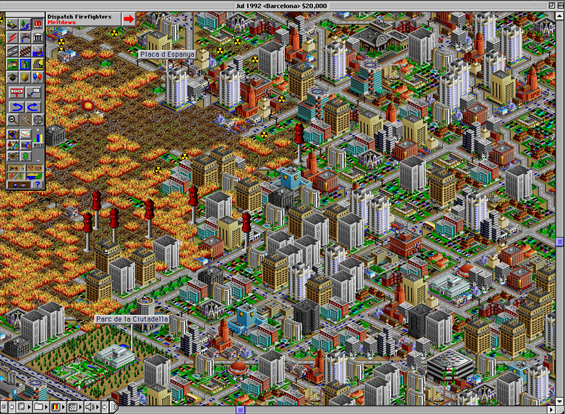 Jul 1992 <Barcelona> $20,000
Dispatch Firefighters
Meltdown
Placa d Espanya
Parc de la Ciutadella
?